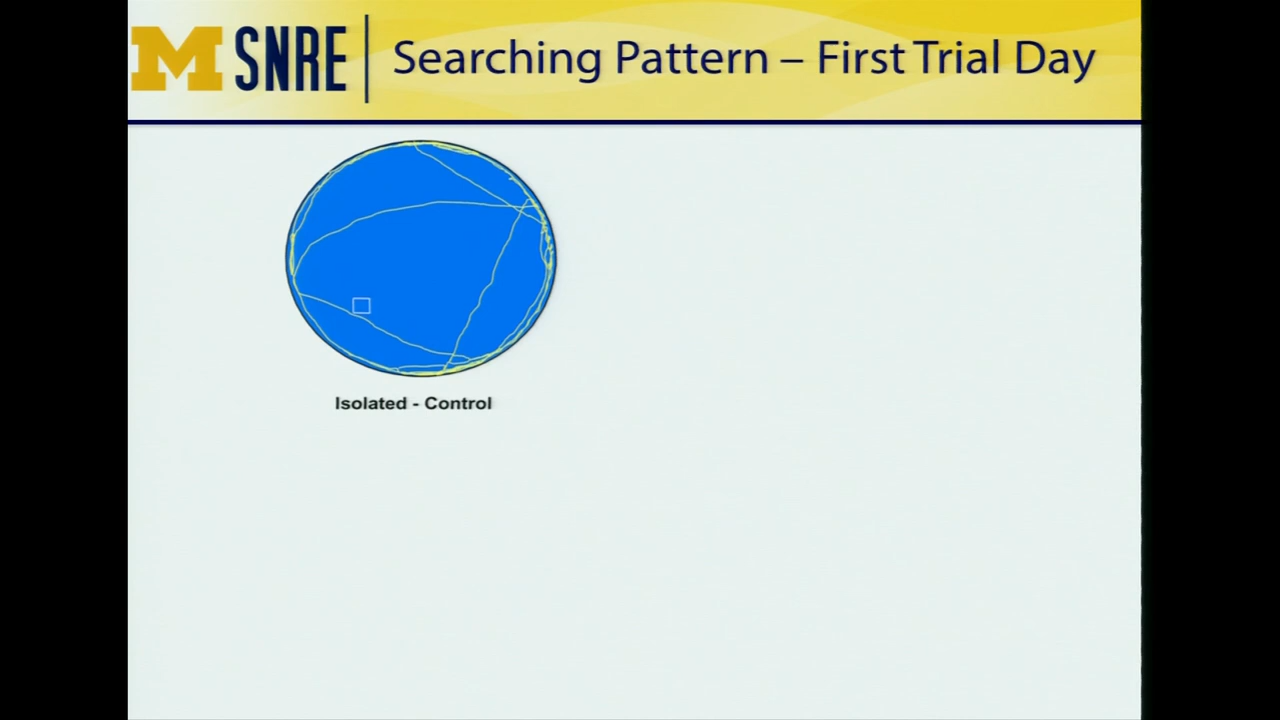 M SNRE Searching Pattern – First Trial Day
Isolated - Control